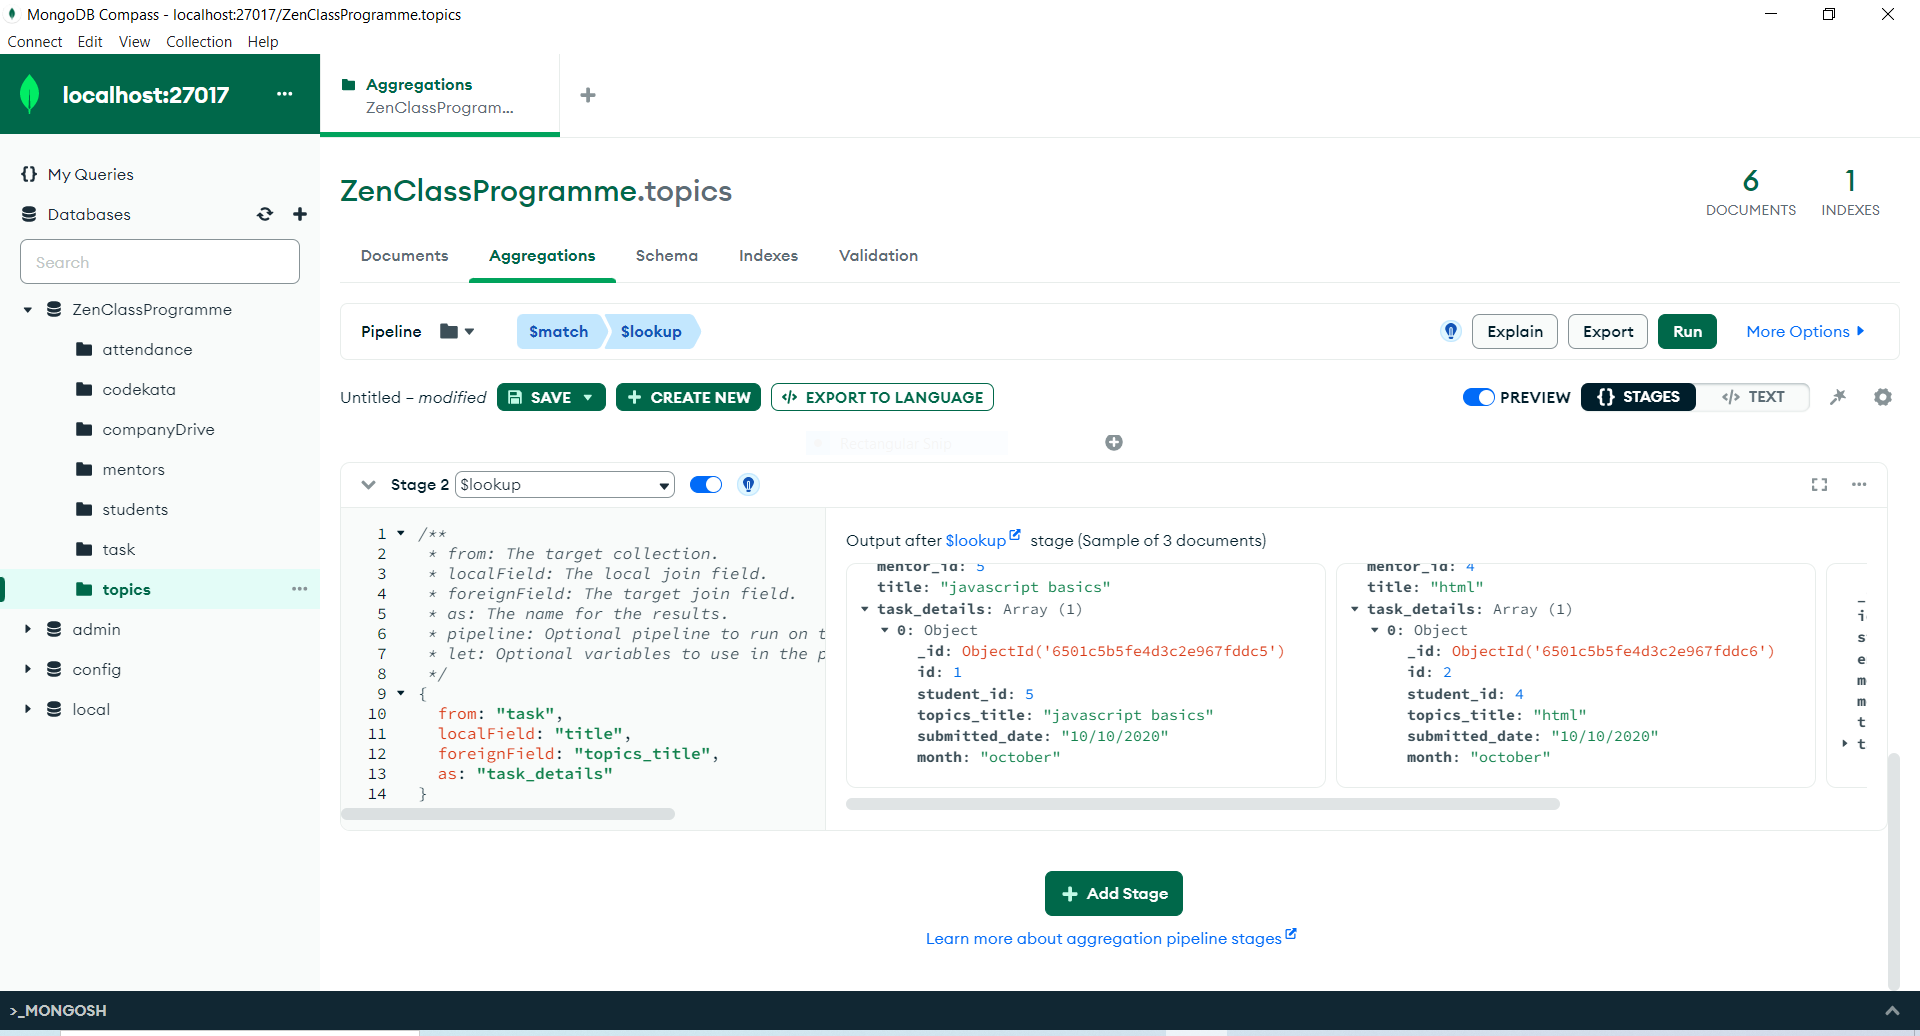 MongoDB Compass - localhost:27017/ZenClassProgramme.topics
Connect Edit View Collection Help
localhost:27017 ...
Aggregations
ZenClassProgram...
My Queries
Databases
Search
ZenClassProgramme
attendance
codekata
companyDrive
mentors
students
task
topics
admin
config
local
ZenClassProgramme.topics
6
DOCUMENTS
1
INDEXES
Documents Aggregations Schema Indexes Validation
Pipeline $match $lookup Explain Export Run More Options
Untitled – modified SAVE + CREATE NEW </> EXPORT TO LANGUAGE PREVIEW {} STAGES </> TEXT
Rectangular Snip
Stage 2 $lookup
1 /**
2 * from: The target collection.
3 * localField: The local join field.
4 * foreignField: The target join field.
5 * as: The name for the results.
6 * pipeline: Optional pipeline to run on t
7 * let: Optional variables to use in the p
8 */
9 {
10 from: "task",
11 localField: "title",
12 foreignField: "topics_title",
13 as: "task_details"
14 }
Output after $lookup stage (Sample of 3 documents)
mentor_id: 5
title: "javascript basics"
task_details: Array (1)
0: Object
_id: ObjectId('6501c5b5fe4d3c2e967fddc5')
id: 1
student_id: 5
topics_title: "javascript basics"
submitted_date: "10/10/2020"
month: "october"
mentor_id: 4
title: "html"
task_details: Array (1)
0: Object
_id: ObjectId('6501c5b5fe4d3c2e967fddc6')
id: 2
student_id: 4
topics_title: "html"
submitted_date: "10/10/2020"
month: "october"
_
i
s
e
m
m
t
t
+ Add Stage
Learn more about aggregation pipeline stages
>_MONGOSH